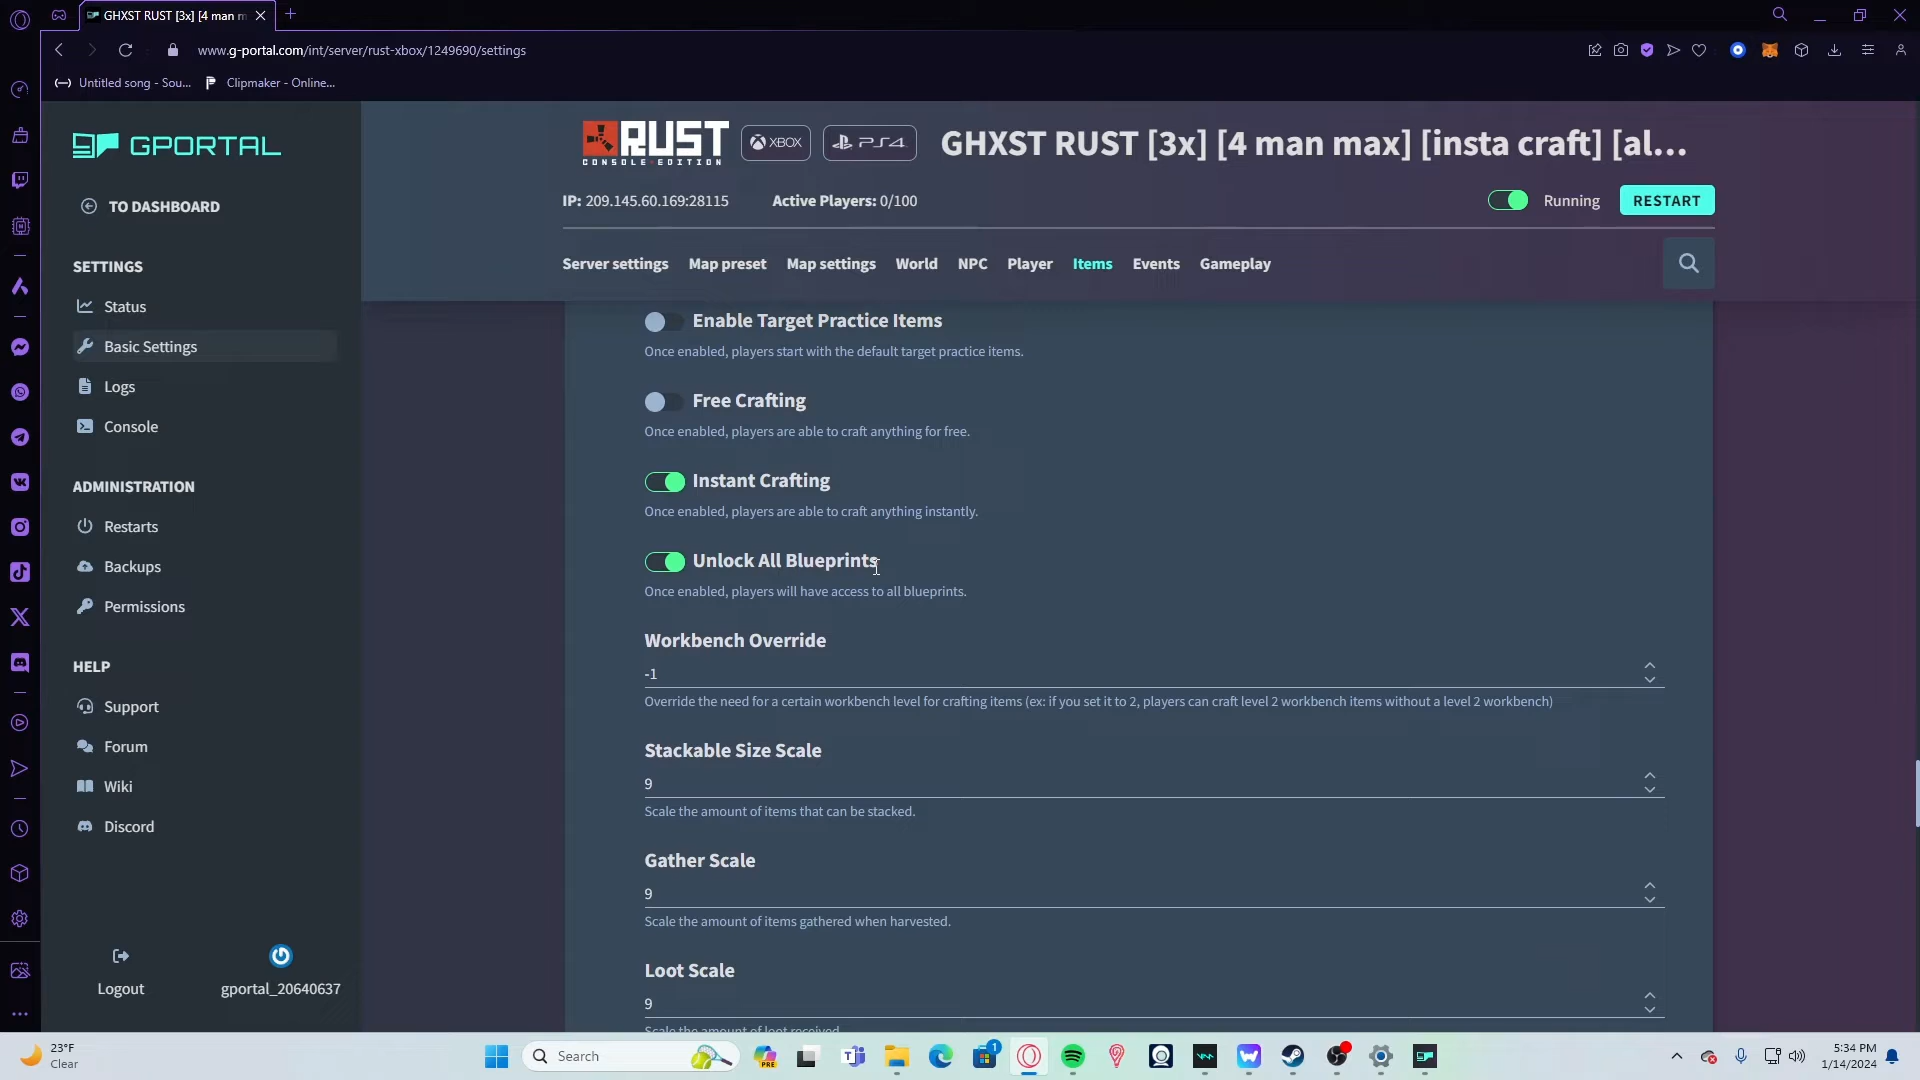 GHXST RUST [3x] [4 man m
www.g-portal.com/int/server/rust-xbox/1249690/settings
Untitled song - Sou...
Clipmaker - Online...
GPORTAL
RUST
CONSOLE EDITION
XBOX
PS4
GHXST RUST [3x] [4 man max] [insta craft] [al...
TO DASHBOARD
IP: 209.145.60.169:28115
Active Players: 0/100
Running
RESTART
Server settings
Map preset
Map settings
World
NPC
Player
Items
Events
Gameplay
SETTINGS
Status
Basic Settings
Logs
Console
ADMINISTRATION
Restarts
Backups
Permissions
HELP
Support
Forum
Wiki
Discord
Logout
gportal_20640637
Enable Target Practice Items
Once enabled, players start with the default target practice items.
Free Crafting
Once enabled, players are able to craft anything for free.
Instant Crafting
Once enabled, players are able to craft anything instantly.
Unlock All Blueprints
Once enabled, players will have access to all blueprints.
Workbench Override
-1
Override the need for a certain workbench level for crafting items (ex: if you set it to 2, players can craft level 2 workbench items without a level 2 workbench)
Stackable Size Scale
9
Scale the amount of items that can be stacked.
Gather Scale
9
Scale the amount of items gathered when harvested.
Loot Scale
9
Scale the amount of loot received
23°F
Clear
Search
PRE
1
5:34 PM
1/14/2024